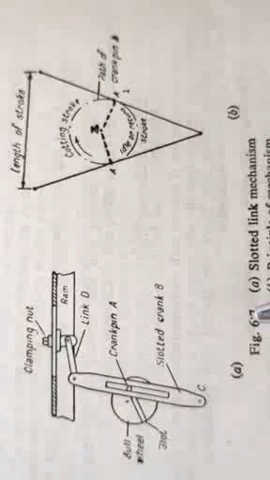 Clamping nut
Ram
Link D
Crankpin A
Slotted crank B
Bull
wheel
Slot
C
(a)
Length of stroke
Cutting stroke
Path of
crankpin A
A
A
1
Idle or return
stroke
(b)
Fig. 6·7 (a) Slotted link mechanism